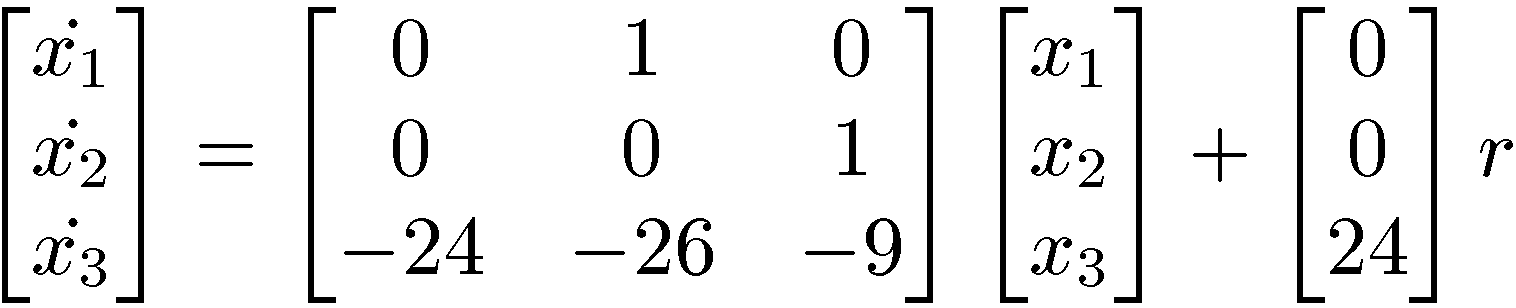 [ẋ₁ ẋ₂ ẋ₃] = [0 1 0; 0 0 1; −24 −26 −9] [x₁ x₂ x₃] + [0 0 24] r